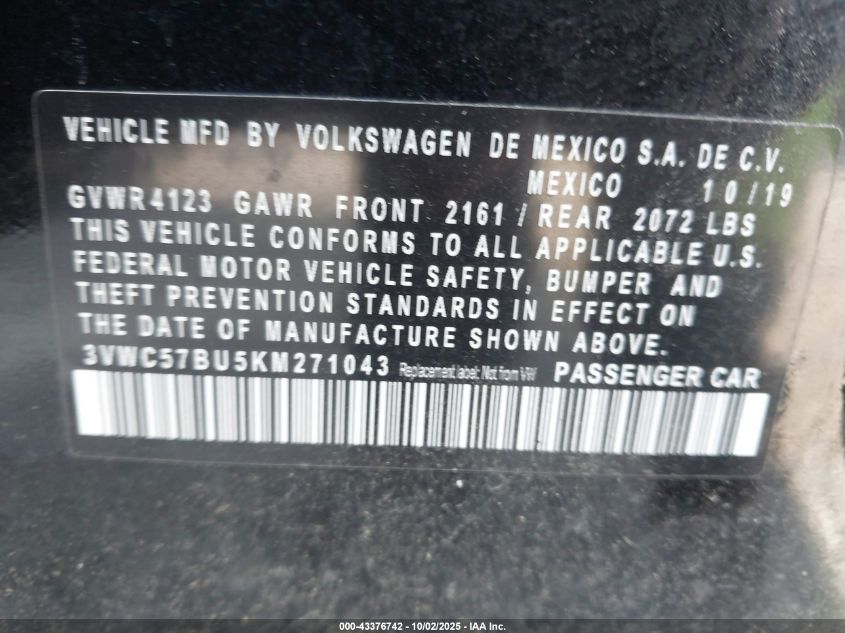 VEHICLE MFD BY VOLKSWAGEN DE MEXICO S.A. DE C.V.
MEXICO 10/19
GVWR4123 GAWR FRONT 2161 / REAR 2072 LBS
THIS VEHICLE CONFORMS TO ALL APPLICABLE U.S.
FEDERAL MOTOR VEHICLE SAFETY, BUMPER AND
THEFT PREVENTION STANDARDS IN EFFECT ON
THE DATE OF MANUFACTURE SHOWN ABOVE.
3VWC57BU5KM271043 Replacement label: Not from VW PASSENGER CAR
000-43376742 - 10/02/2025 - IAA Inc.